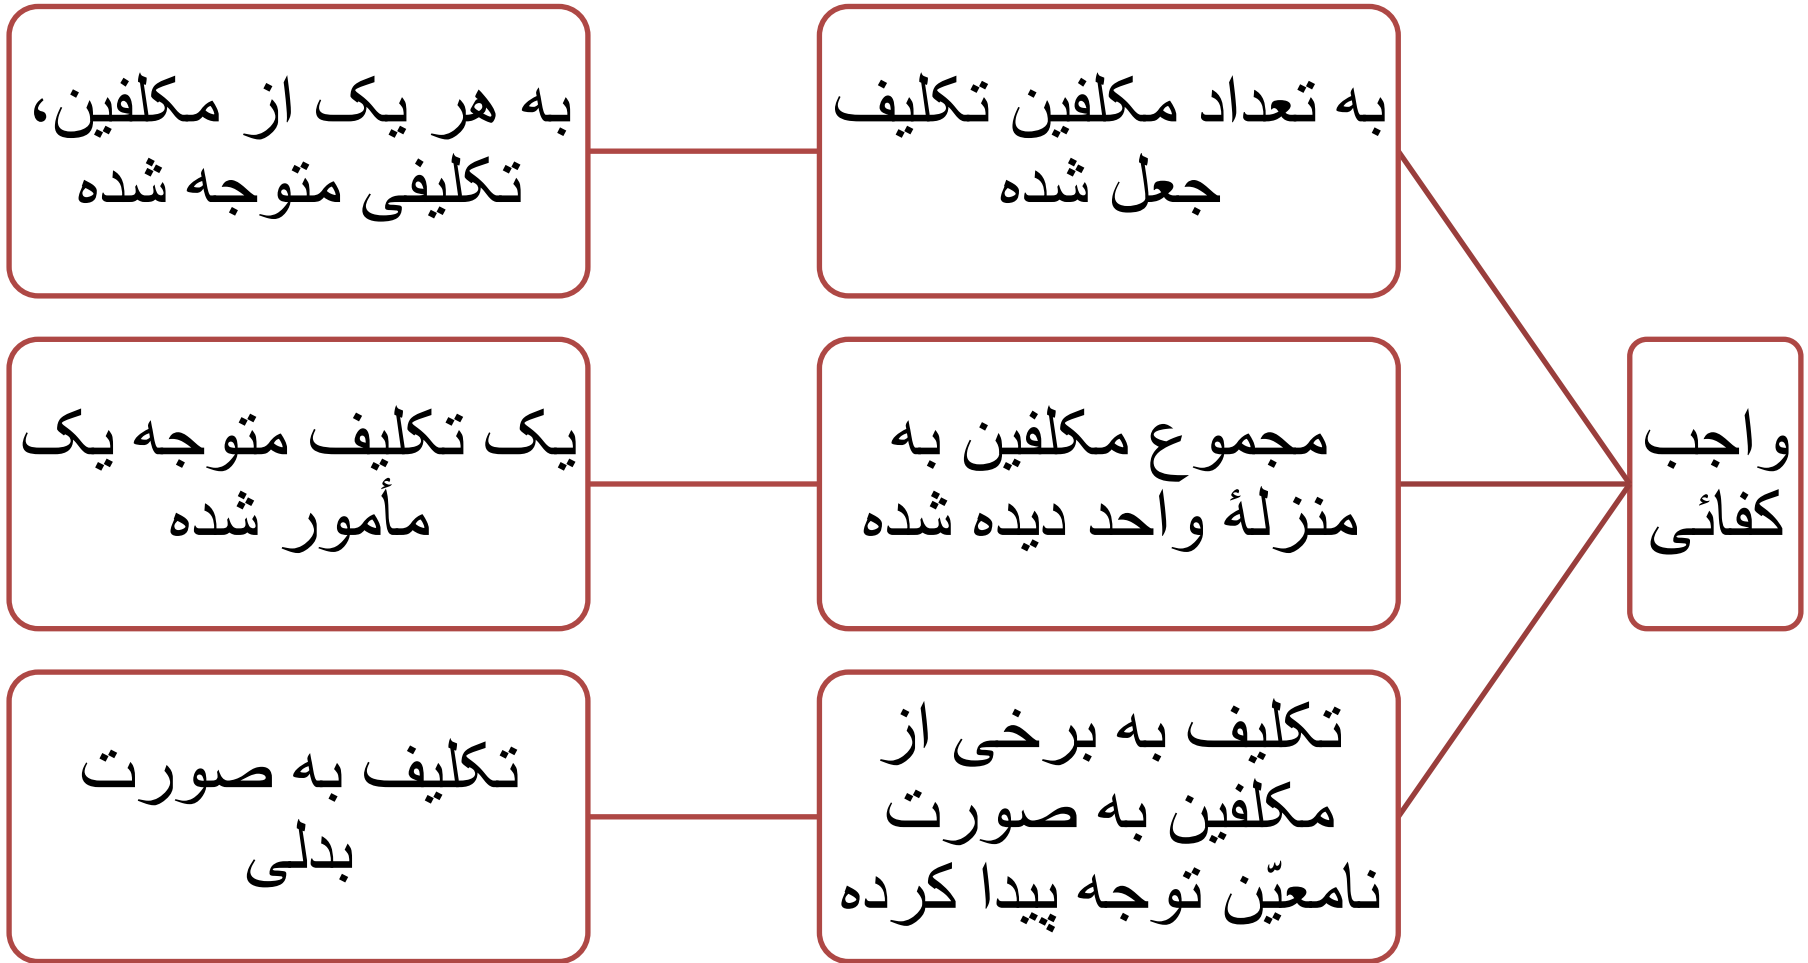 واجب
کفائی
به تعداد مکلفین تکلیف
جعل شده
به هر یک از مکلفین،
تکلیفی متوجه شده
مجموع مکلفین به
منزلهٔ واحد دیده شده
یک تکلیف متوجه یک
مأمور شده
تکلیف به برخی از
مکلفین به صورت
نامعیّن توجه پیدا کرده
تکلیف به صورت
بدلی